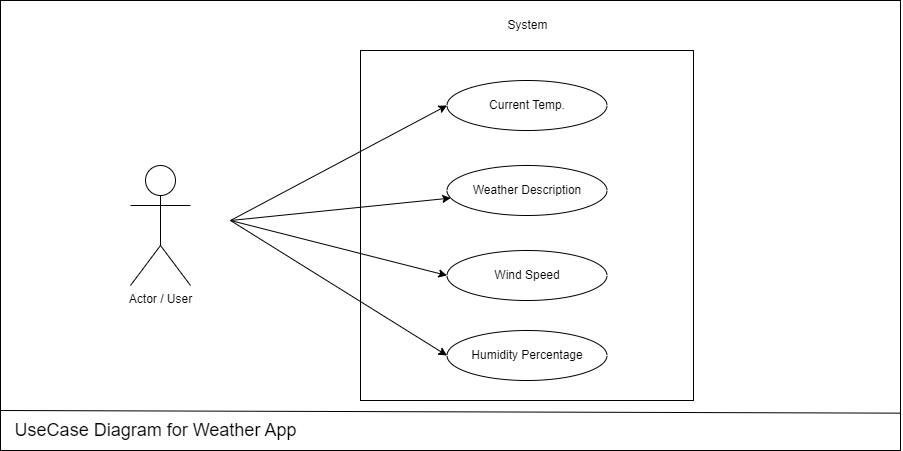 System
Current Temp.
Weather Description
Wind Speed
Actor / User
Humidity Percentage
UseCase Diagram for Weather App